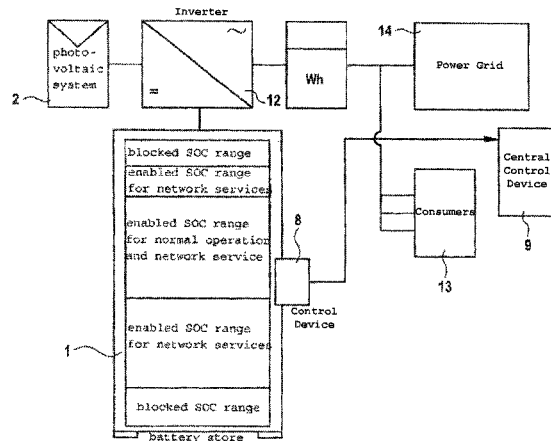 Inverter
14
photo-
voltaic
system
2
~
=
12
Wh
Power Grid
blocked SOC range
enabled SOC range
for network services
enabled SOC range
for normal operation
and network service
8
Control
Device
Central
Control
Device
9
Consumers
13
1
enabled SOC range
for network services
blocked SOC range
battery store